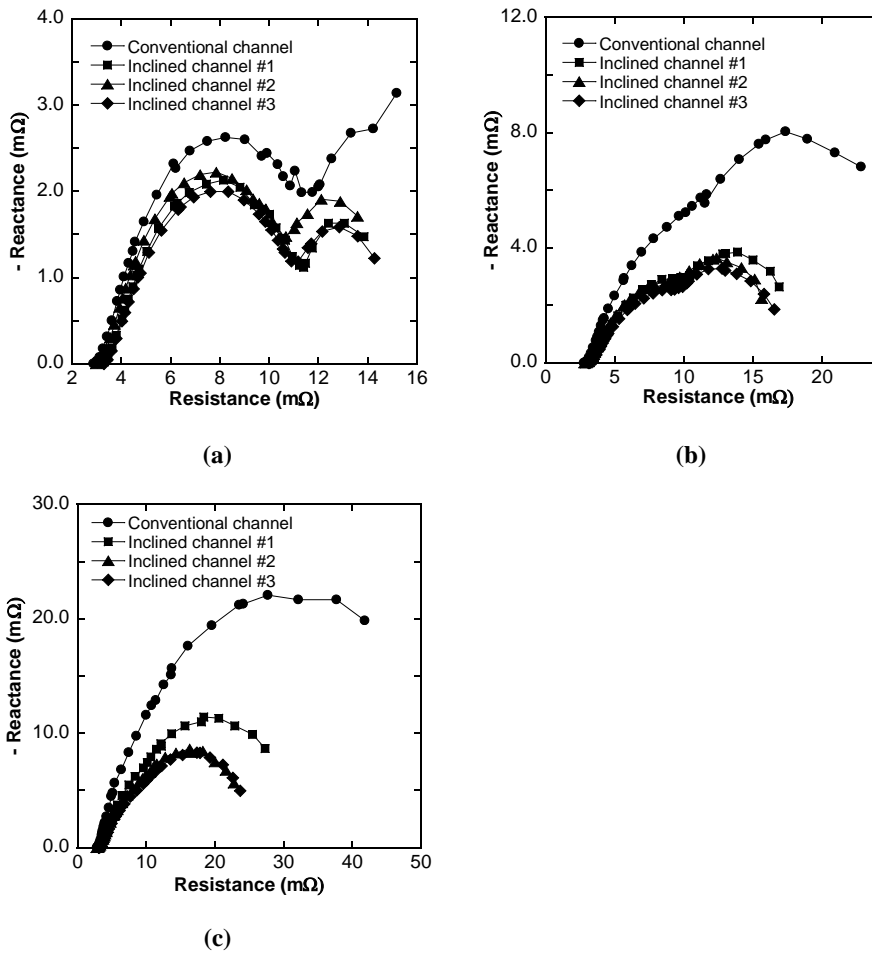 4.0
3.0
2.0
1.0
0.0
- Reactance (mΩ)
Conventional channel
Inclined channel #1
Inclined channel #2
Inclined channel #3
2 4 6 8 10 12 14 16
Resistance (mΩ)
(a)
12.0
8.0
4.0
0.0
- Reactance (mΩ)
Conventional channel
Inclined channel #1
Inclined channel #2
Inclined channel #3
0 5 10 15 20
Resistance (mΩ)
(b)
30.0
20.0
10.0
0.0
- Reactance (mΩ)
Conventional channel
Inclined channel #1
Inclined channel #2
Inclined channel #3
0 10 20 30 40 50
Resistance (mΩ)
(c)